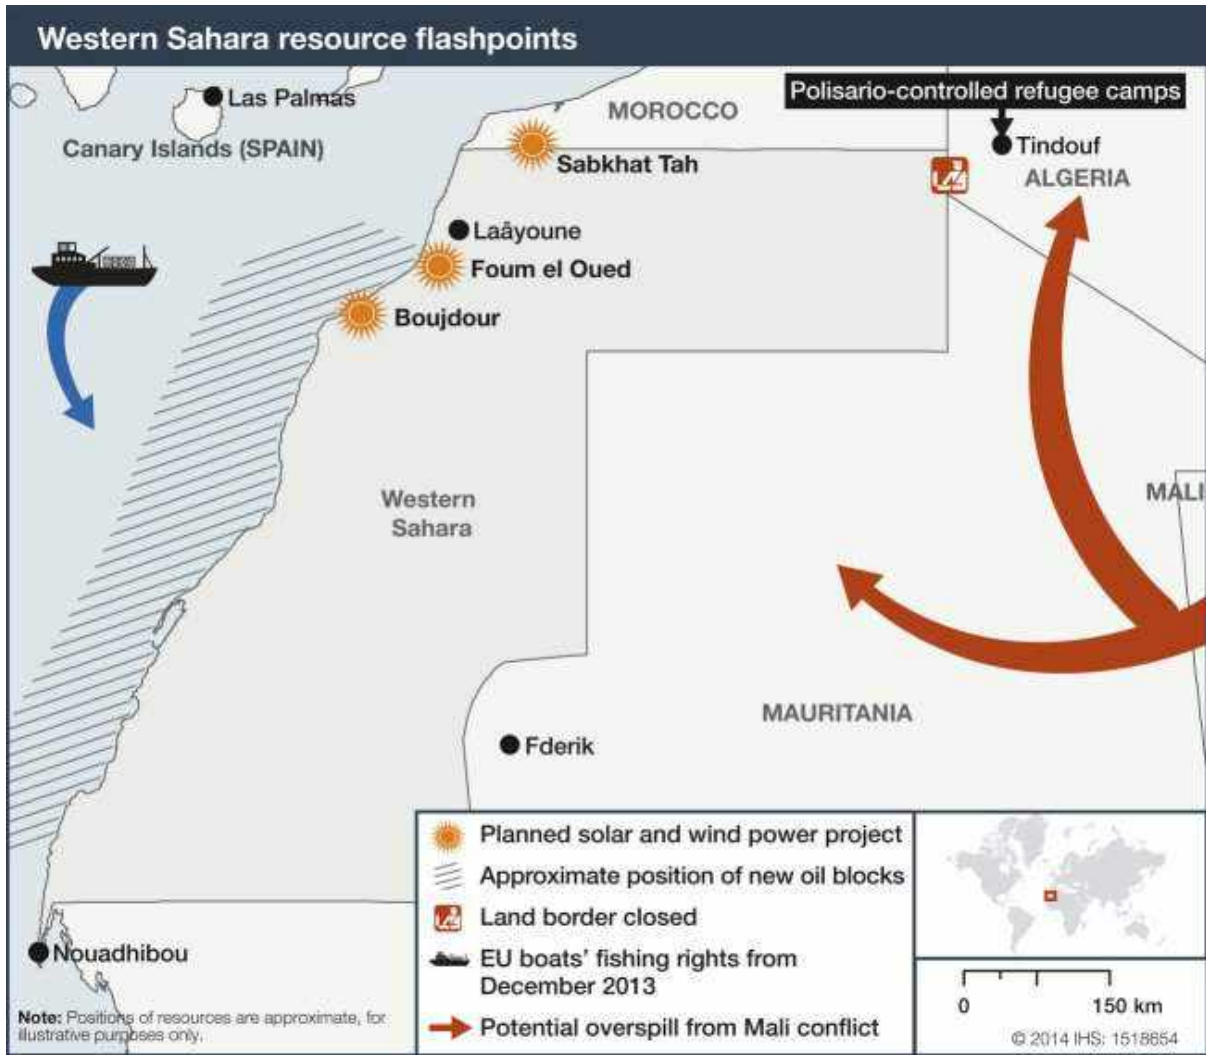 Western Sahara resource flashpoints
Las Palmas
Canary Islands (SPAIN)
MOROCCO
Polisario-controlled refugee camps
Tindouf
ALGERIA
Sabkhat Tah
Laâyoune
Foum el Oued
Boujdour
Western
Sahara
MALI
MAURITANIA
Fderik
Nouadhibou
Note: Positions of resources are approximate, for
illustrative purposes only.
Planned solar and wind power project
Approximate position of new oil blocks
Land border closed
EU boats' fishing rights from
December 2013
Potential overspill from Mali conflict
0 150 km
© 2014 IHS: 1518654